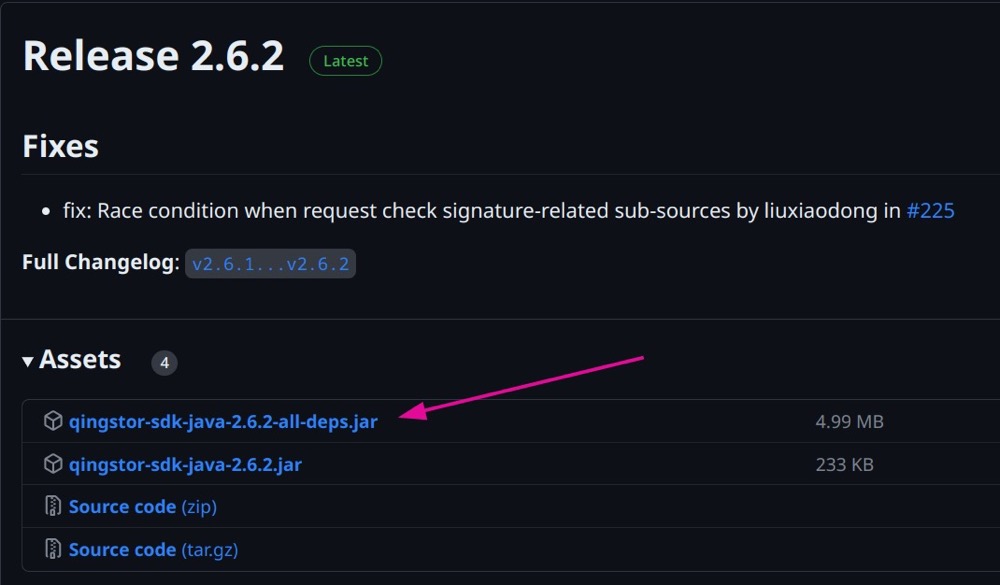 Release 2.6.2 Latest
Fixes
• fix: Race condition when request check signature-related sub-sources by liuxiaodong in #225
Full Changelog: v2.6.1...v2.6.2
Assets 4
qingstor-sdk-java-2.6.2-all-deps.jar 4.99 MB
qingstor-sdk-java-2.6.2.jar 233 KB
Source code (zip)
Source code (tar.gz)